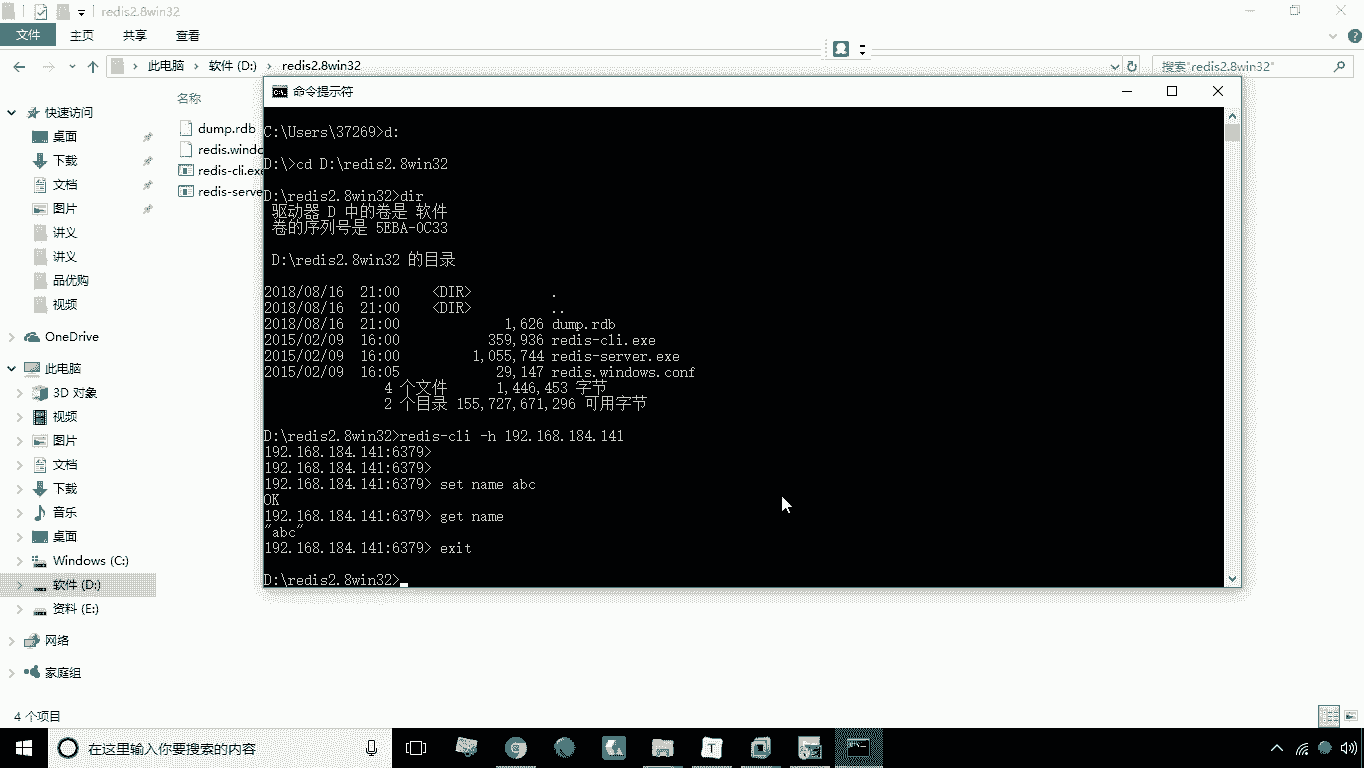 redis2.8win32
文件 主页 共享 查看
此电脑 软件 (D:) redis2.8win32
搜索"redis2.8win32"
名称
快速访问
桌面
下载
文档
图片
讲义
讲义
品优购
视频
OneDrive
此电脑
3D 对象
视频
图片
文档
下载
音乐
桌面
Windows (C:)
软件 (D:)
资料 (E:)
网络
家庭组
dump.rdb
redis.windo
redis-cli.exe
redis-server
命令提示符
C:\Users\37269>d:
D:\>cd D:\redis2.8win32
D:\redis2.8win32>dir
驱动器 D 中的卷是 软件
卷的序列号是 5EBA-0C33
D:\redis2.8win32 的目录
2018/08/16 21:00 <DIR> .
2018/08/16 21:00 <DIR> ..
2018/08/16 21:00 1,626 dump.rdb
2015/02/09 16:00 359,936 redis-cli.exe
2015/02/09 16:00 1,055,744 redis-server.exe
2015/02/09 16:05 29,147 redis.windows.conf
4 个文件 1,446,453 字节
2 个目录 155,727,671,296 可用字节
D:\redis2.8win32>redis-cli -h 192.168.184.141
192.168.184.141:6379>
192.168.184.141:6379>
192.168.184.141:6379> set name abc
OK
192.168.184.141:6379> get name
"abc"
192.168.184.141:6379> exit
D:\redis2.8win32>
4 个项目
在这里输入你要搜索的内容